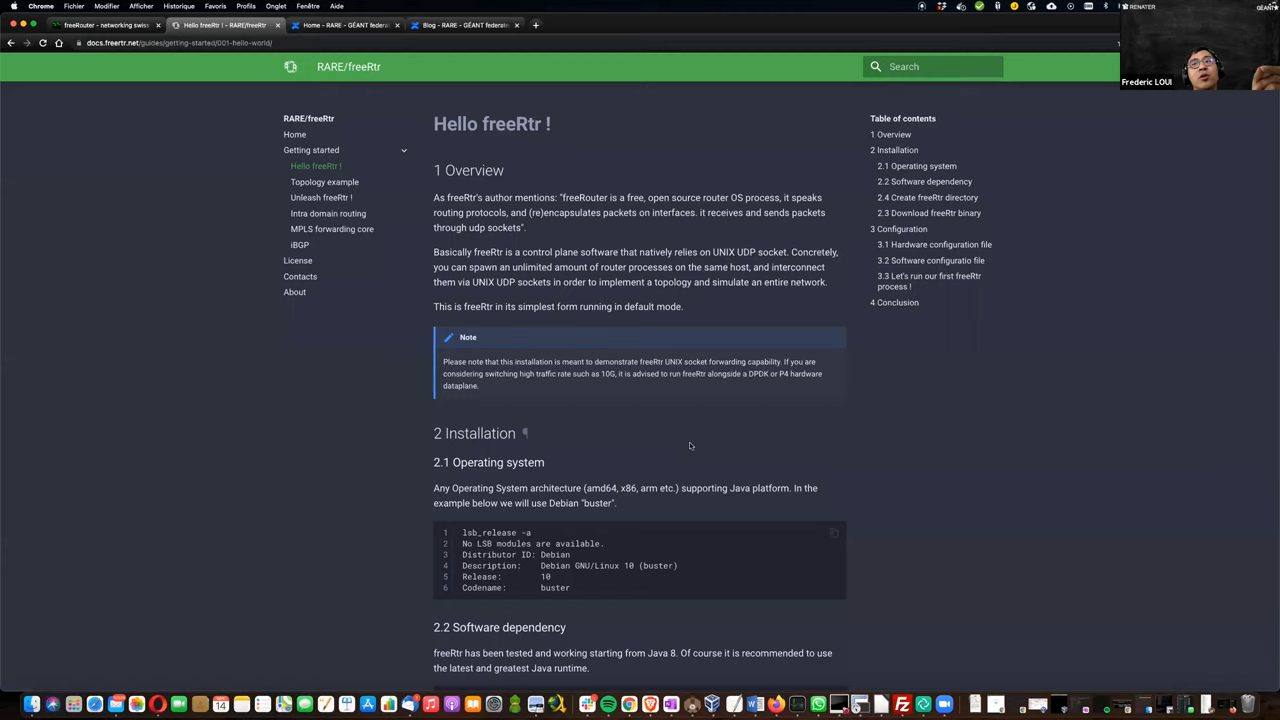 Chrome Fichier Modifier Afficher Historique Favoris Profils Onglet Fenêtre Aide
RENATER
GÉANT
freeRouter - networking swiss
Hello freeRtr ! - RARE/freeRtr
Home - RARE - GÉANT federate
Blog - RARE - GÉANT federate
docs.freertr.net/guides/getting-started/001-hello-world/
Frederic LOUI
RARE/freeRtr
Search
RARE/freeRtr
Home
Getting started
Hello freeRtr !
Topology example
Unleash freeRtr !
Intra domain routing
MPLS forwarding core
iBGP
License
Contacts
About
Hello freeRtr !
1 Overview
As freeRtr's author mentions: "freeRouter is a free, open source router OS process, it speaks
routing protocols, and (re)encapsulates packets on interfaces. it receives and sends packets
through udp sockets".
Basically freeRtr is a control plane software that natively relies on UNIX UDP socket. Concretely,
you can spawn an unlimited amount of router processes on the same host, and interconnect
them via UNIX UDP sockets in order to implement a topology and simulate an entire network.
This is freeRtr in its simplest form running in default mode.
Note
Please note that this installation is meant to demonstrate freeRtr UNIX socket forwarding capability. If you are
considering switching high traffic rate such as 10G, it is advised to run freeRtr alongside a DPDK or P4 hardware
dataplane.
2 Installation ¶
2.1 Operating system
Any Operating System architecture (amd64, x86, arm etc.) supporting Java platform. In the
example below we will use Debian "buster".
1 lsb_release -a
2 No LSB modules are available.
3 Distributor ID: Debian
4 Description: Debian GNU/Linux 10 (buster)
5 Release: 10
6 Codename: buster
2.2 Software dependency
freeRtr has been tested and working starting from Java 8. Of course it is recommended to use
the latest and greatest Java runtime.
Table of contents
1 Overview
2 Installation
2.1 Operating system
2.2 Software dependency
2.4 Create freeRtr directory
2.3 Download freeRtr binary
3 Configuration
3.1 Hardware configuration file
3.2 Software configuratio file
3.3 Let's run our first freeRtr
process !
4 Conclusion